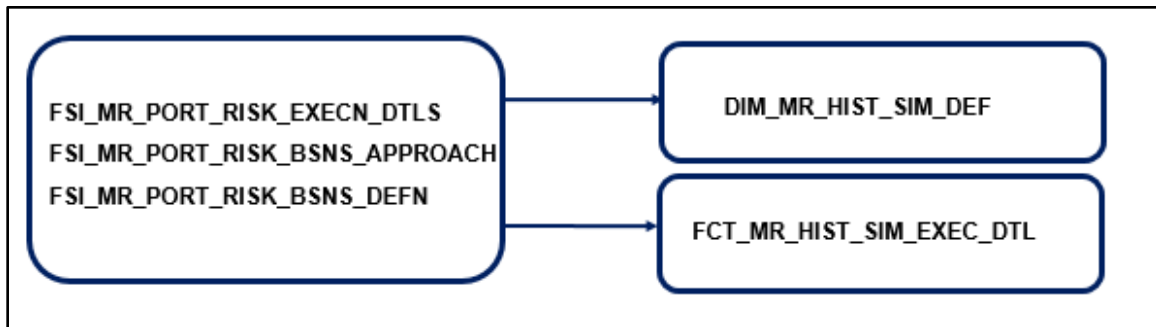 FSI_MR_PORT_RISK_EXECN_DTLS
FSI_MR_PORT_RISK_BSNS_APPROACH
FSI_MR_PORT_RISK_BSNS_DEFN
DIM_MR_HIST_SIM_DEF
FCT_MR_HIST_SIM_EXEC_DTL